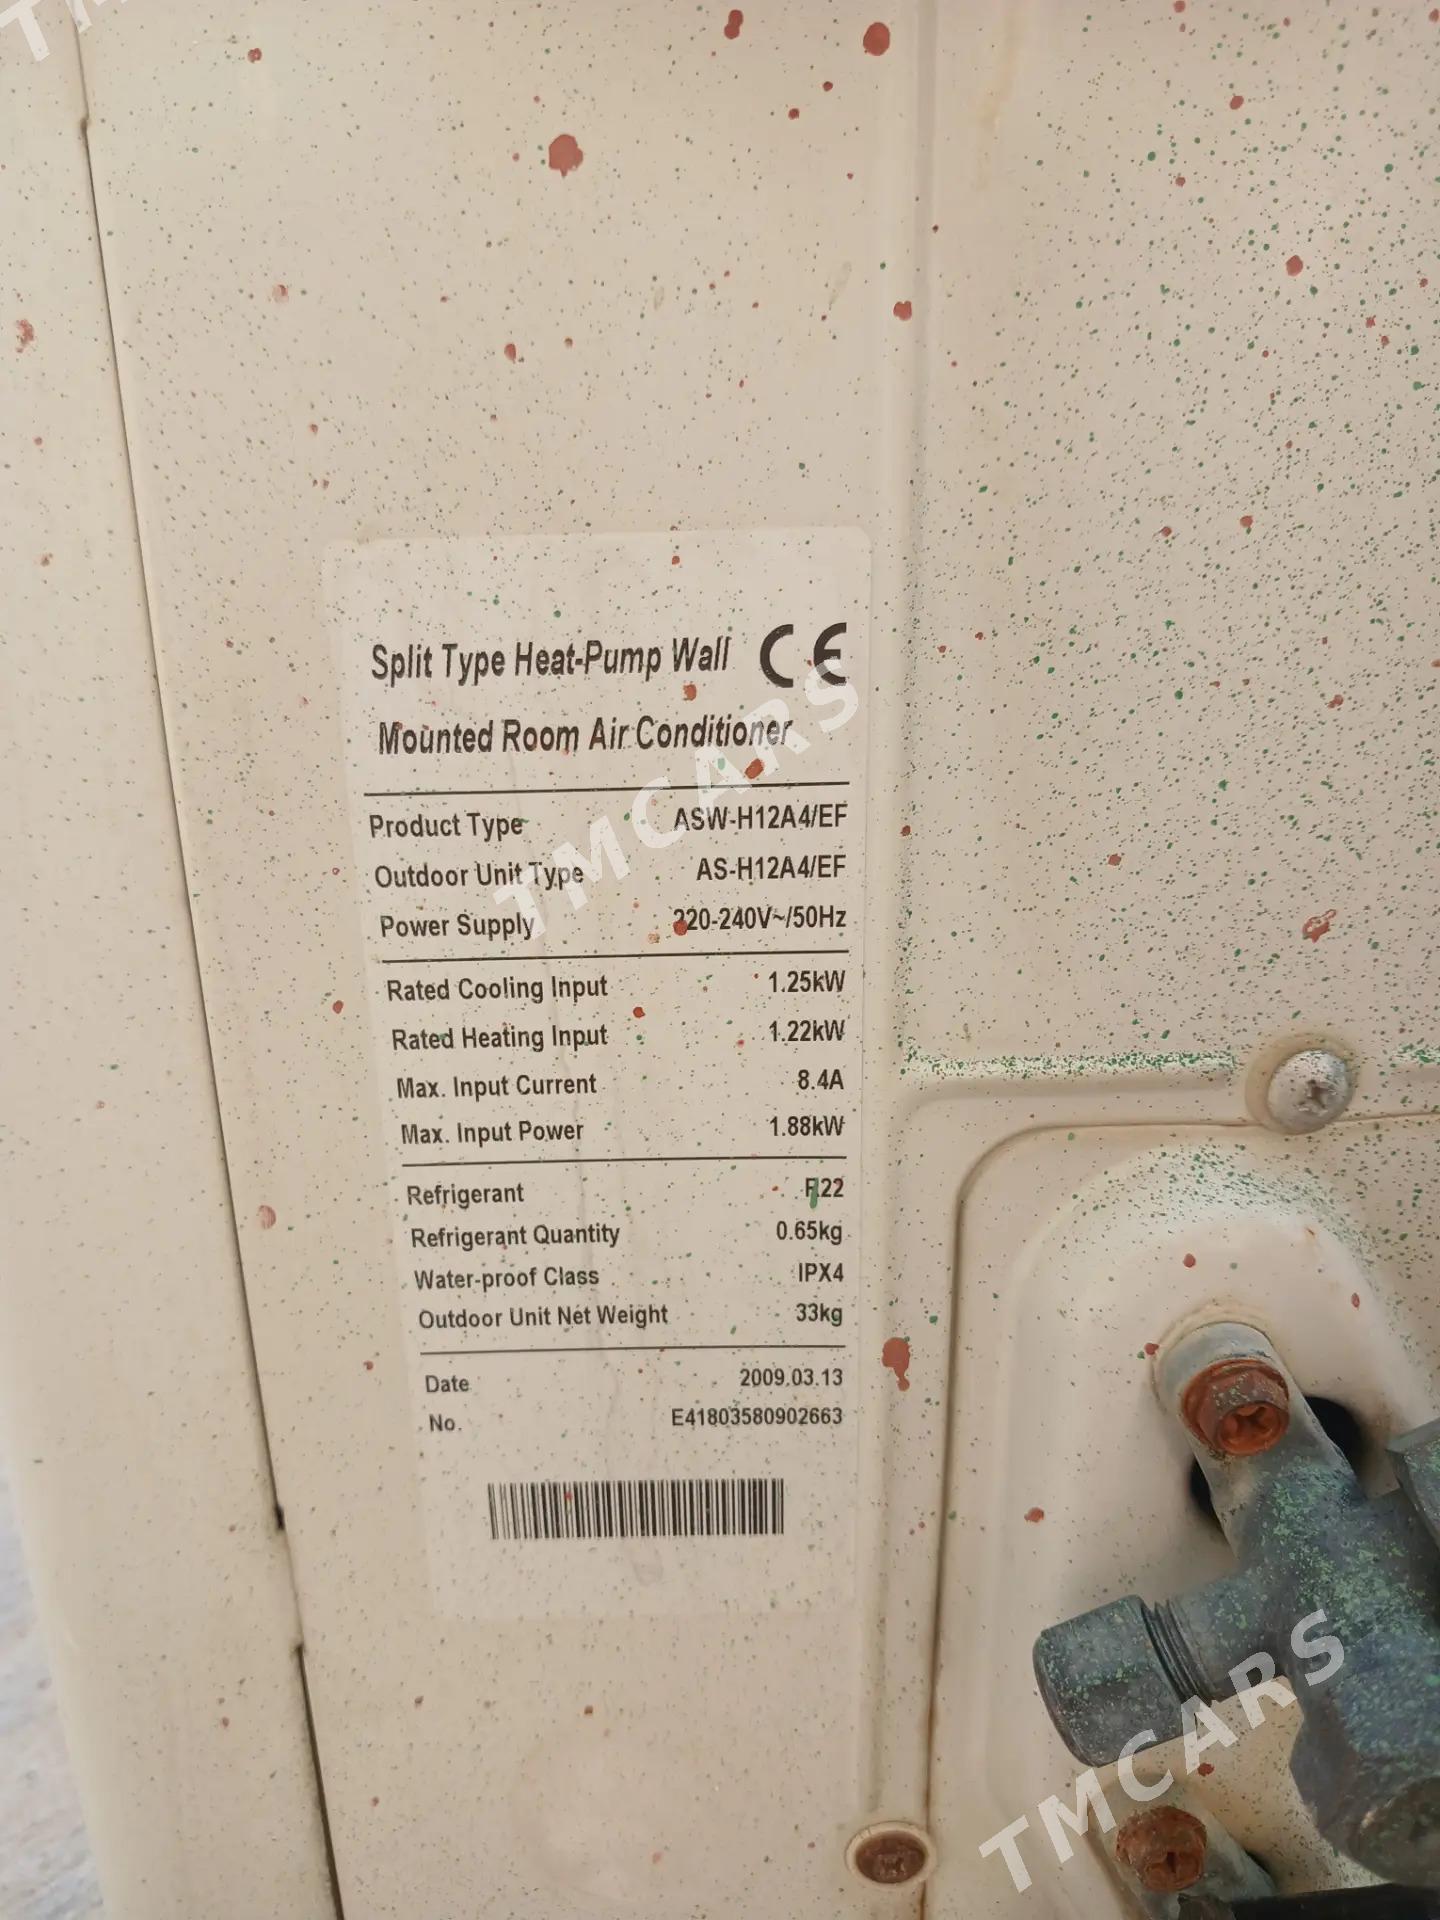 Split Type Heat-Pump Wall CE
Mounted Room Air Conditioner
Product Type ASW-H12A4/EF
Outdoor Unit Type AS-H12A4/EF
Power Supply 220-240V~/50Hz
Rated Cooling Input 1.25kW
Rated Heating Input 1.22kW
Max. Input Current 8.4A
Max. Input Power 1.88kW
Refrigerant R22
Refrigerant Quantity 0.65kg
Water-proof Class IPX4
Outdoor Unit Net Weight 33kg
Date 2009.03.13
No. E41803580902663
TMCARS
TMCARS